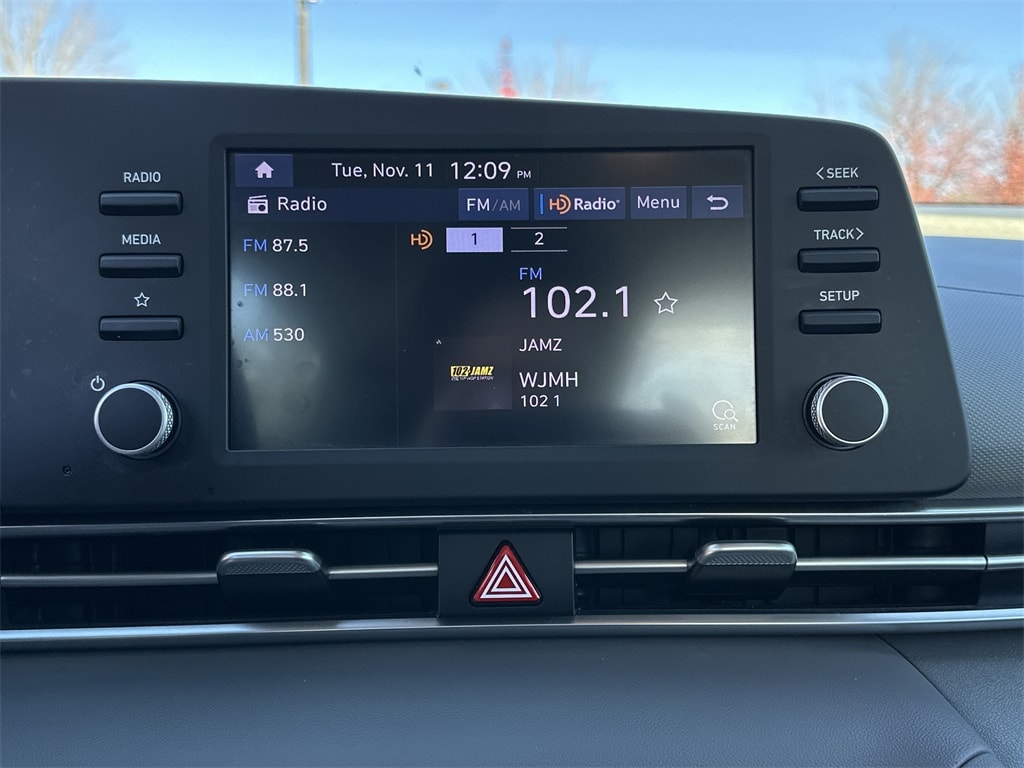 RADIO
MEDIA
Tue, Nov. 11 12:09 PM
Radio FM/AM HD Radio Menu
FM 87.5
FM 88.1
AM 530
HD 1 2
FM
102.1
JAMZ
102 JAMZ
WJMH
102 1
SCAN
< SEEK
TRACK >
SETUP